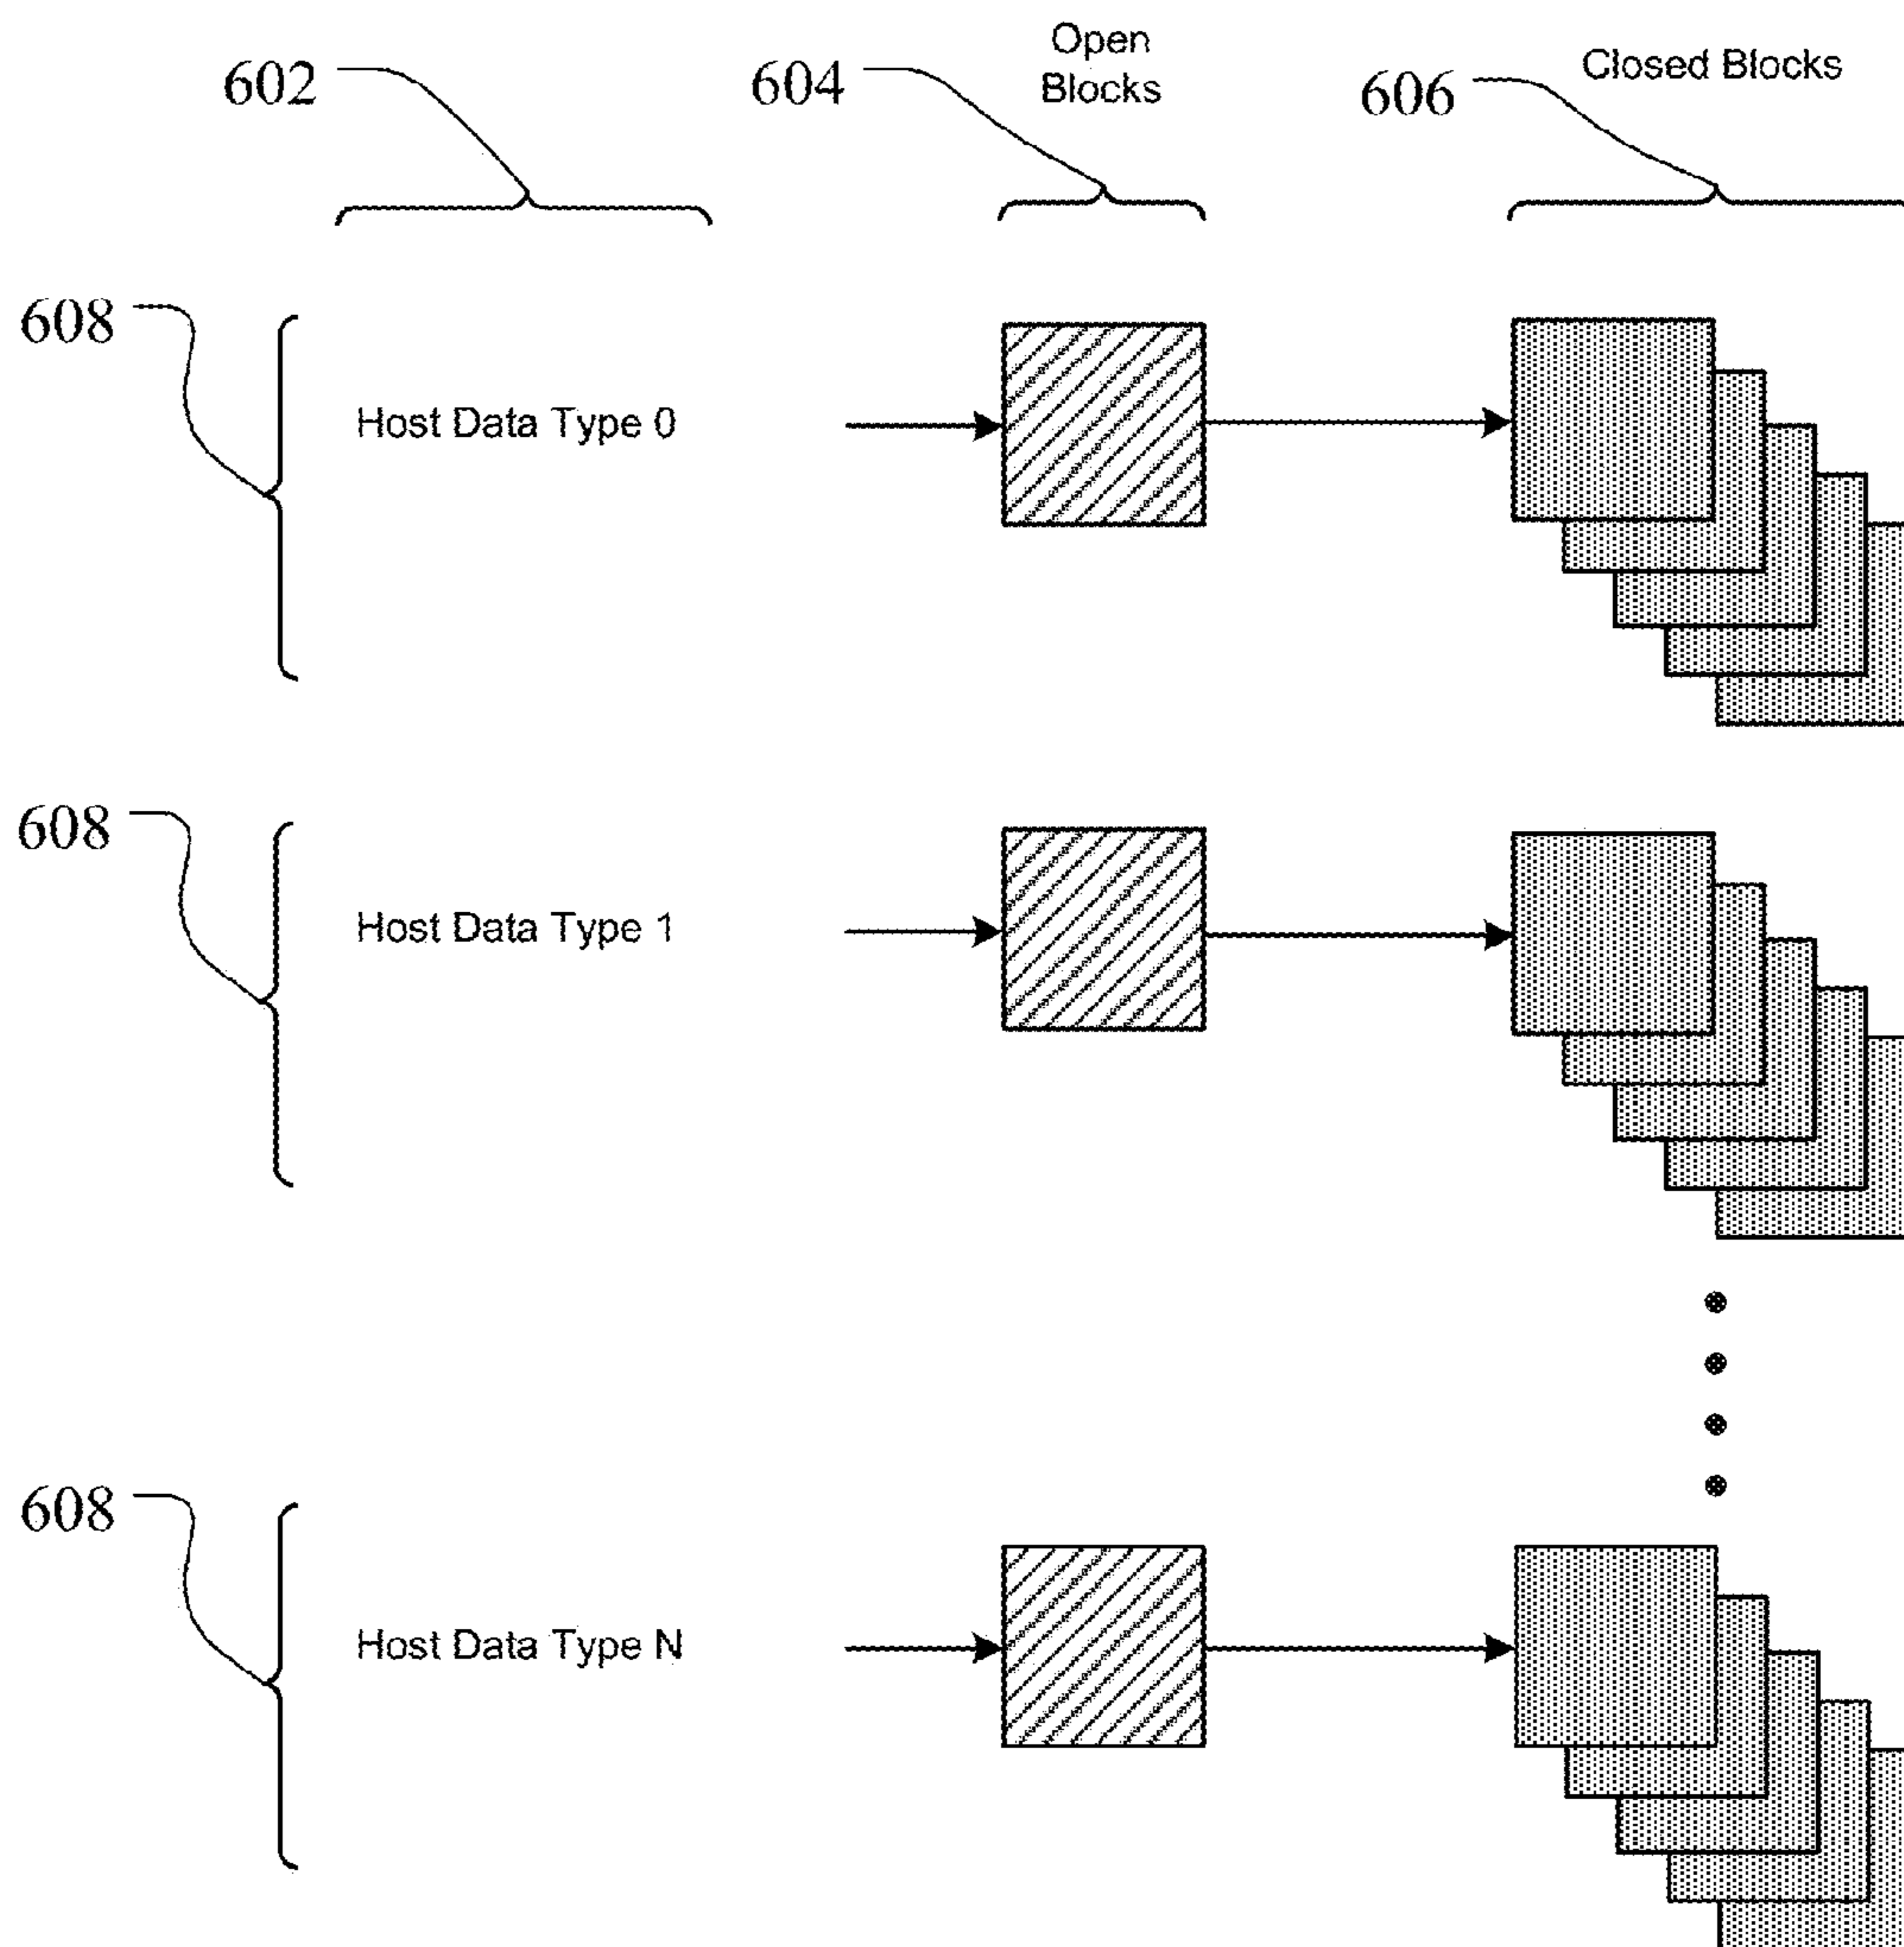 602
604
Open
Blocks
606
Closed Blocks
608
Host Data Type 0
608
Host Data Type 1
608
Host Data Type N